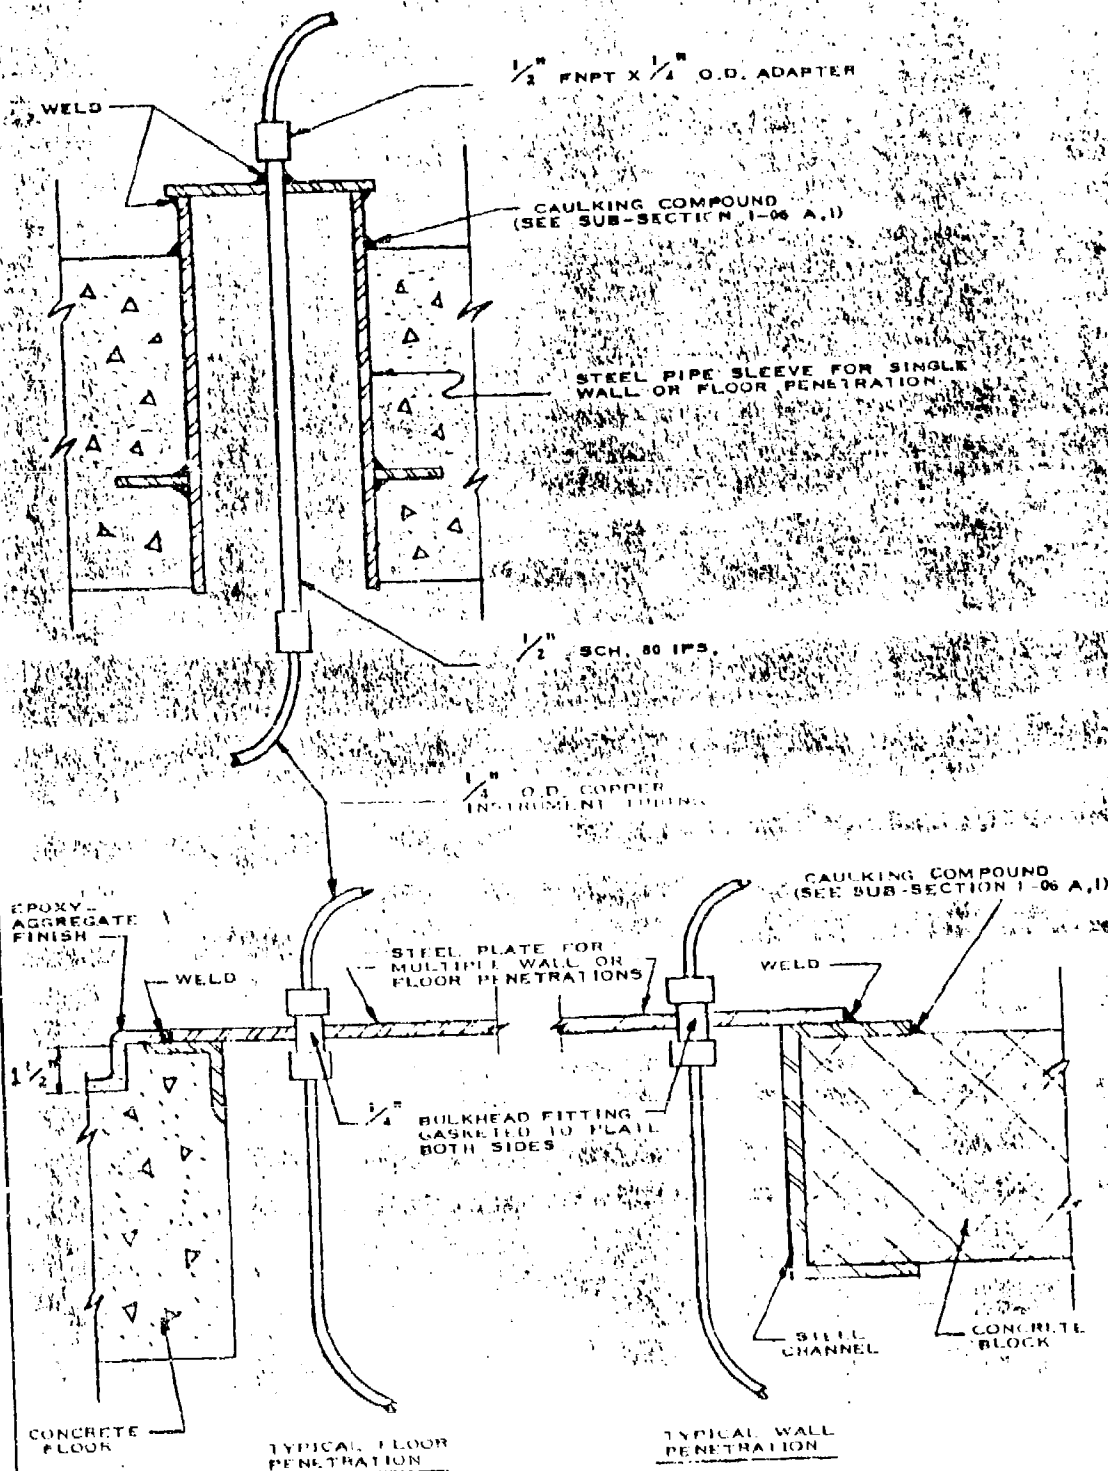 1/2" FNPT X 1/4" O.D. ADAPTER
WELD
CAULKING COMPOUND
(SEE SUB-SECTION 1-06 A,1)
STEEL PIPE SLEEVE FOR SINGLE
WALL OR FLOOR PENETRATION
1/2" SCH. 80 IPS.
1/4" O.D. COPPER
INSTRUMENT TUBING
EPOXY-
AGGREGATE
FINISH
WELD
STEEL PLATE FOR
MULTIPLE WALL OR
FLOOR PENETRATIONS
CAULKING COMPOUND
(SEE SUB-SECTION 1-06 A,1)
WELD
1 1/2"
1/4" BULKHEAD FITTING
GASKETED TO PLATE
BOTH SIDES
STEEL
CHANNEL
CONCRETE
BLOCK
CONCRETE
FLOOR
TYPICAL FLOOR
PENETRATION
TYPICAL WALL
PENETRATION